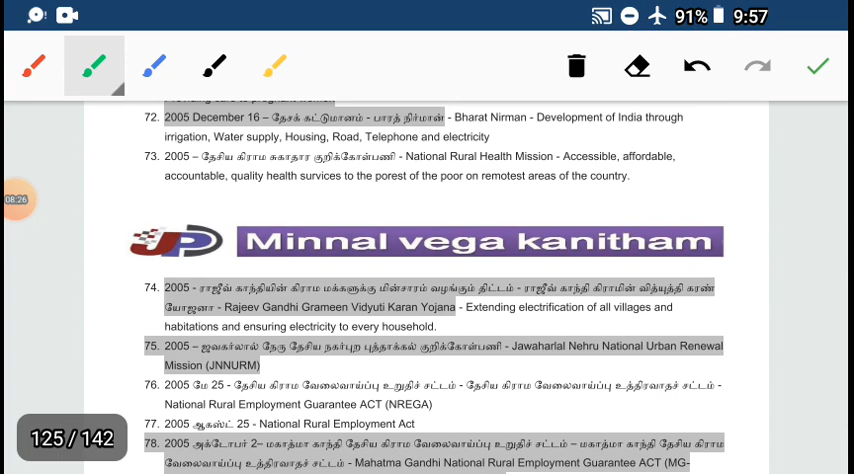 91% 9:57
08:26
Providing care to pregnant women
72. 2005 December 16 – தேசக் கட்டுமானம் - பாரத் நிர்மான் - Bharat Nirman - Development of India through
irrigation, Water supply, Housing, Road, Telephone and electricity
73. 2005 – தேசிய கிராம சுகாதார குறிக்கோள்பணி - National Rural Health Mission - Accessible, affordable,
accountable, quality health survices to the porest of the poor on remotest areas of the country.
JP Minnal vega kanitham
74. 2005 - ராஜீவ் காந்தியின் கிராம மக்களுக்கு மின்சாரம் வழங்கும் திட்டம் - ராஜீவ் காந்தி கிராமின் வித்யுத்தி கரண்
யோஜனா - Rajeev Gandhi Grameen Vidyuti Karan Yojana - Extending electrification of all villages and
habitations and ensuring electricity to every household.
75. 2005 – ஜவகர்லால் நேரு தேசிய நகர்புற புத்தாக்கல் குறிக்கோள்பணி - Jawaharlal Nehru National Urban Renewal
Mission (JNNURM)
76. 2005 மே 25 - தேசிய கிராம வேலைவாய்ப்பு உறுதிச் சட்டம் - தேசிய கிராம வேலைவாய்ப்பு உத்திரவாதச் சட்டம் -
National Rural Employment Guarantee ACT (NREGA)
77. 2005 ஆகஸ்ட் 25 - National Rural Employment Act
78. 2005 அக்டோபர் 2– மகாத்மா காந்தி தேசிய கிராம வேலைவாய்ப்பு உறுதிச் சட்டம் – மகாத்மா காந்தி தேசிய கிராம
வேலைவாய்ப்பு உத்திரவாதச் சட்டம் - Mahatma Gandhi National Rural Employment Guarantee ACT (MG-
125 / 142